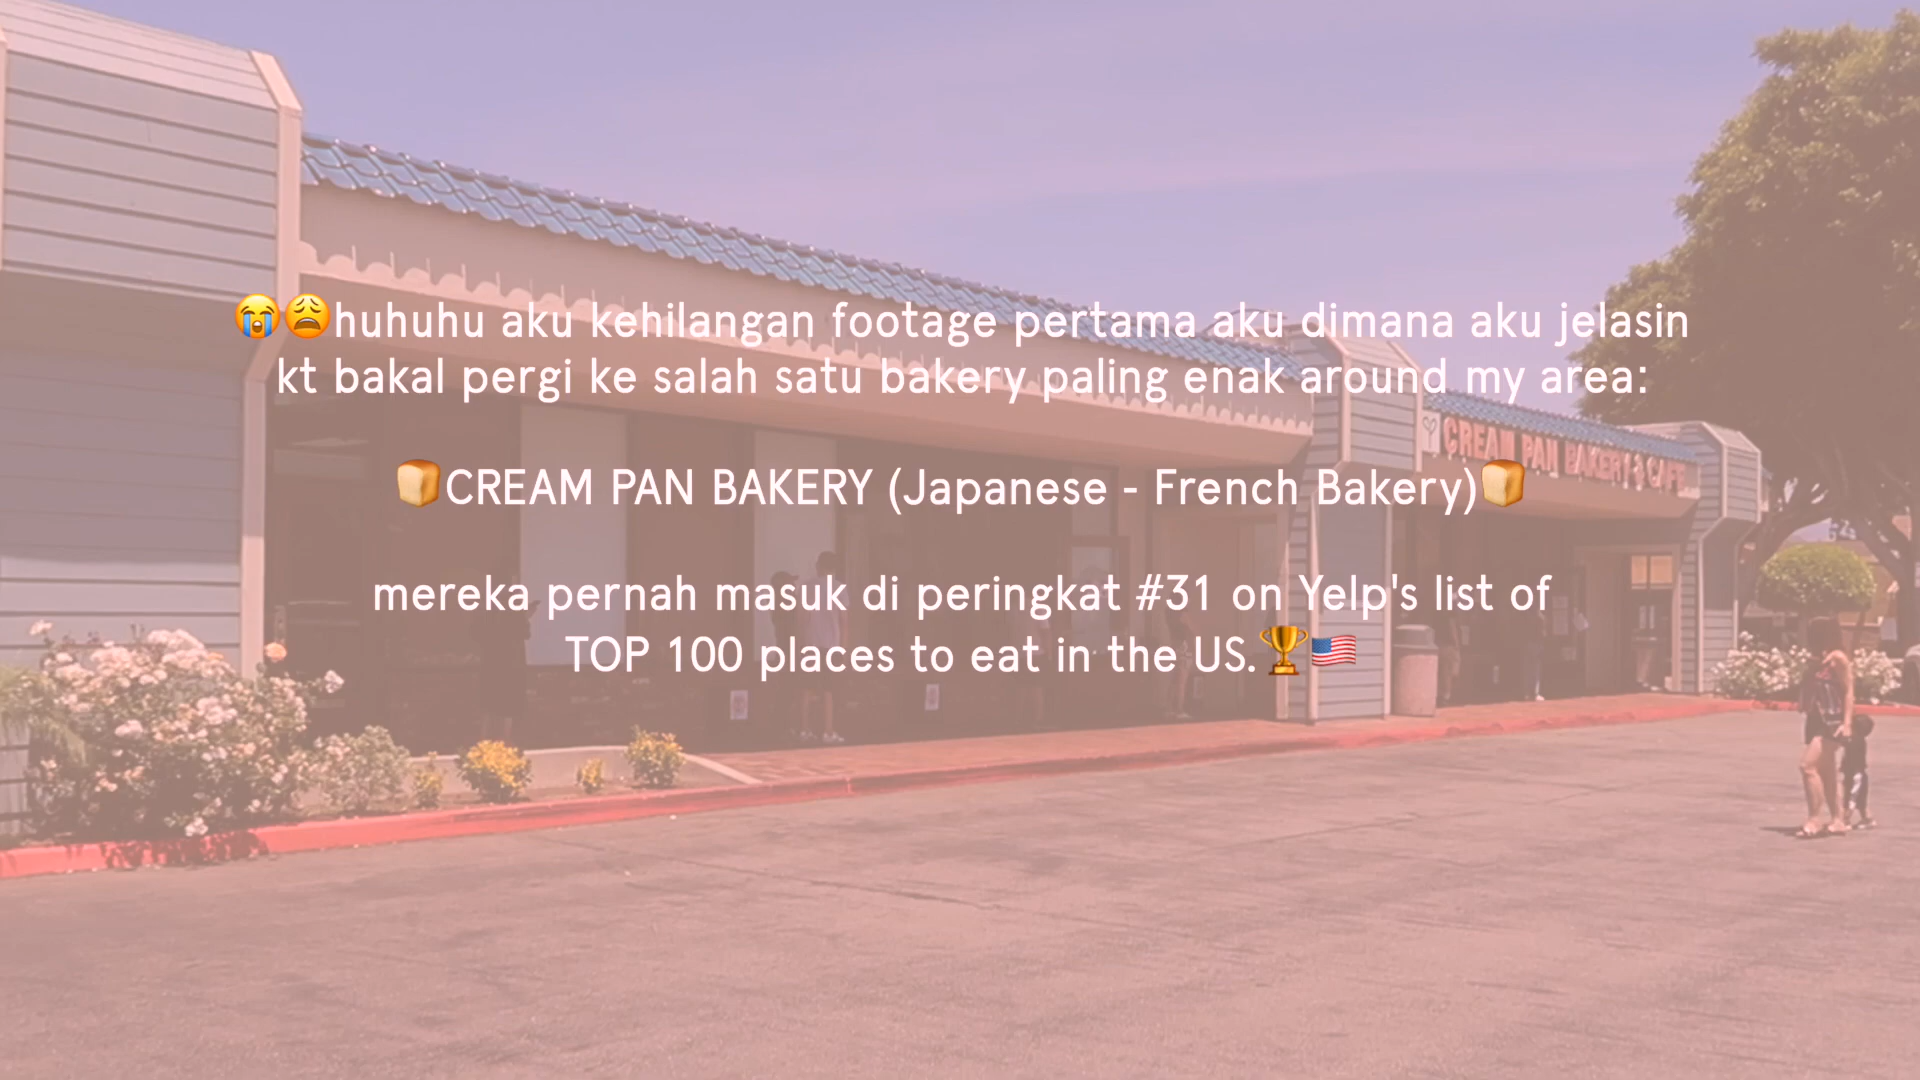 😭😩huhuhu aku kehilangan footage pertama aku dimana aku jelasin
kt bakal pergi ke salah satu bakery paling enak around my area:
🍞CREAM PAN BAKERY (Japanese - French Bakery)🍞
mereka pernah masuk di peringkat #31 on Yelp's list of
TOP 100 places to eat in the US.🏆🇺🇸
CREAM PAN BAKERY & CAFE